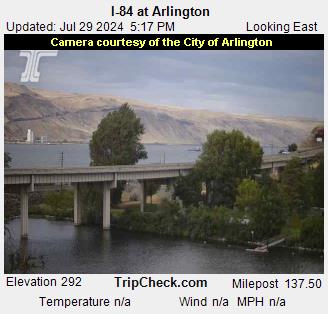 I-84 at Arlington
Updated: Jul 29 2024 5:17 PM Looking East
Camera courtesy of the City of Arlington
Elevation 292 TripCheck.com Milepost 137.50
Temperature n/a Wind n/a MPH n/a